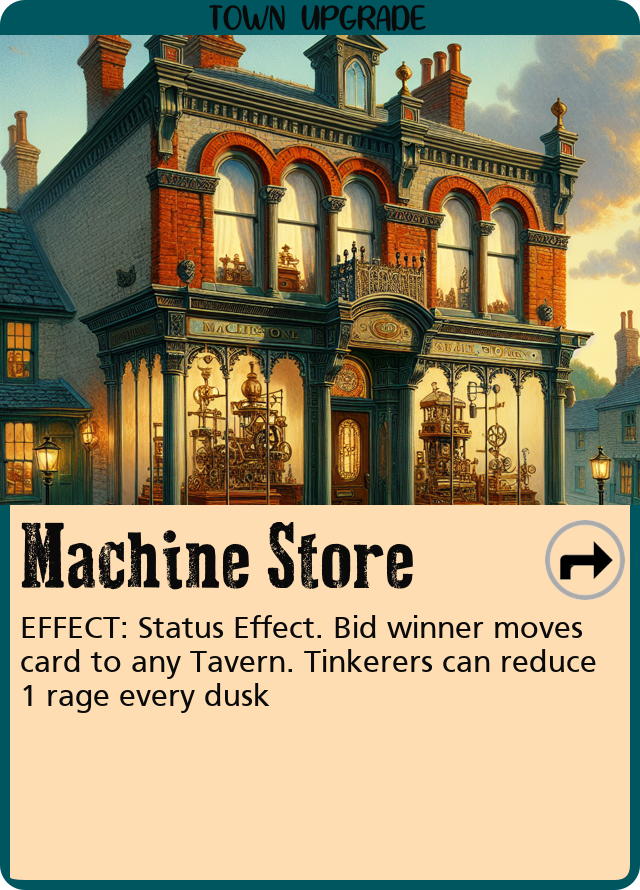 TOWN UPGRADE
Machine Store
EFFECT: Status Effect. Bid winner moves
card to any Tavern. Tinkerers can reduce
1 rage every dusk